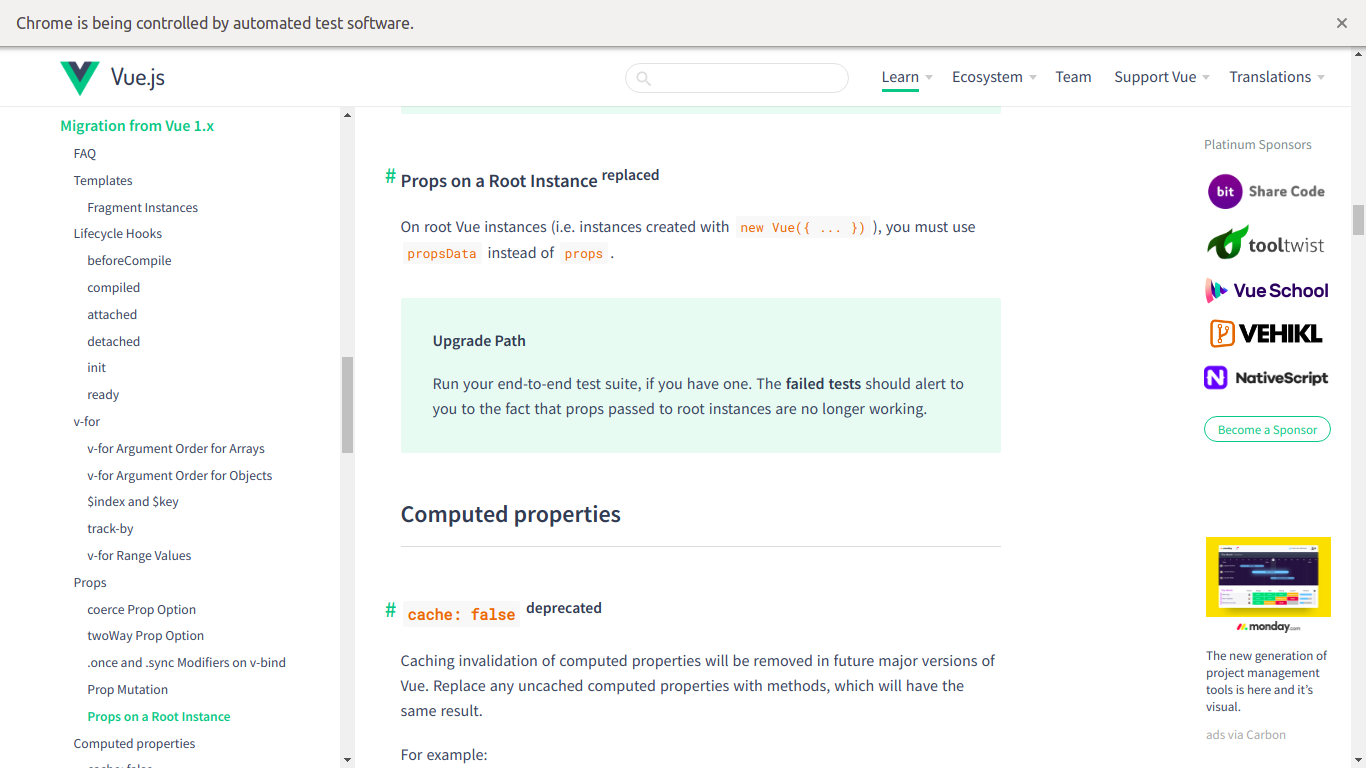 Chrome is being controlled by automated test software.
Vue.js
Learn
Ecosystem
Team
Support Vue
Translations
Migration from Vue 1.x
FAQ
Templates
Fragment Instances
Lifecycle Hooks
beforeCompile
compiled
attached
detached
init
ready
v-for
v-for Argument Order for Arrays
v-for Argument Order for Objects
$index and $key
track-by
v-for Range Values
Props
coerce Prop Option
twoWay Prop Option
.once and .sync Modifiers on v-bind
Prop Mutation
Props on a Root Instance
Computed properties
# Props on a Root Instance replaced
On root Vue instances (i.e. instances created with new Vue({ ... }) ), you must use
propsData instead of props .
Upgrade Path
Run your end-to-end test suite, if you have one. The failed tests should alert to
you to the fact that props passed to root instances are no longer working.
Computed properties
# cache: false deprecated
Caching invalidation of computed properties will be removed in future major versions of
Vue. Replace any uncached computed properties with methods, which will have the
same result.
For example:
Platinum Sponsors
bit Share Code
tooltwist
Vue School
VEHIKL
NativeScript
Become a Sponsor
monday.com
The new generation of
project management
tools is here and it's
visual.
ads via Carbon